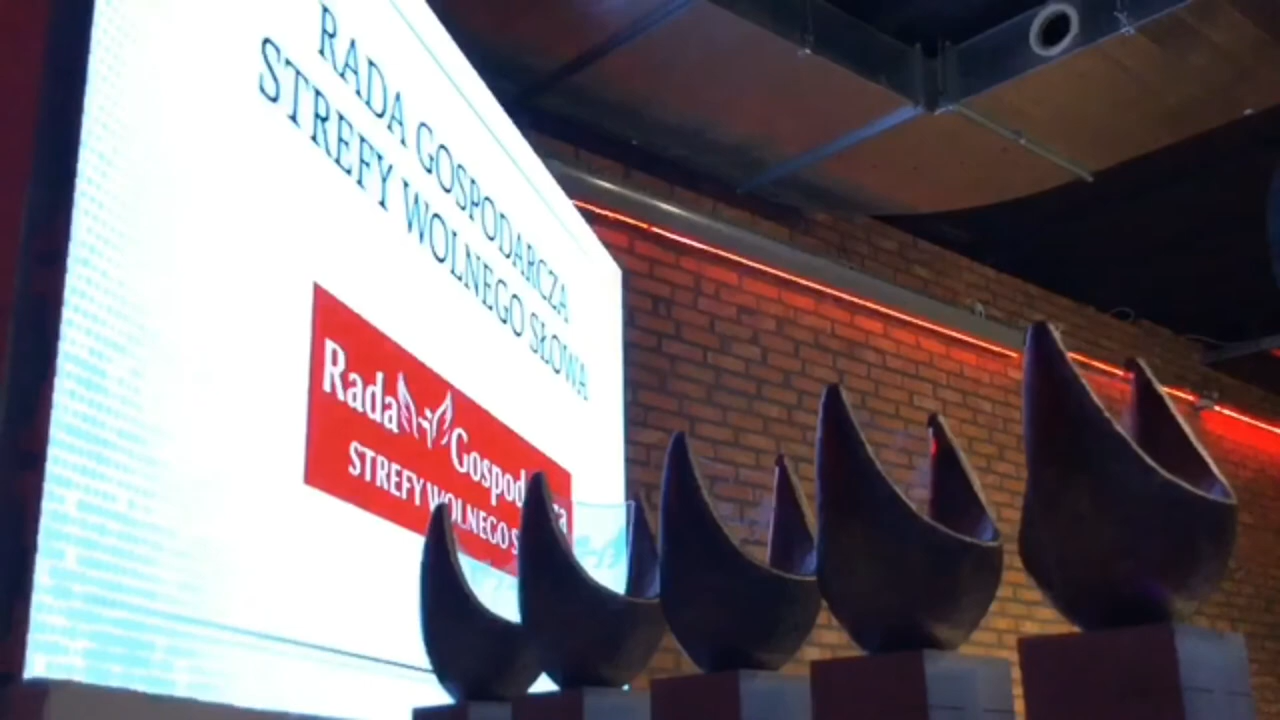 RADA GOSPODARCZA
STREFY WOLNEGO SŁOWA
Rada Gospod
STREFY WOLNEGO S